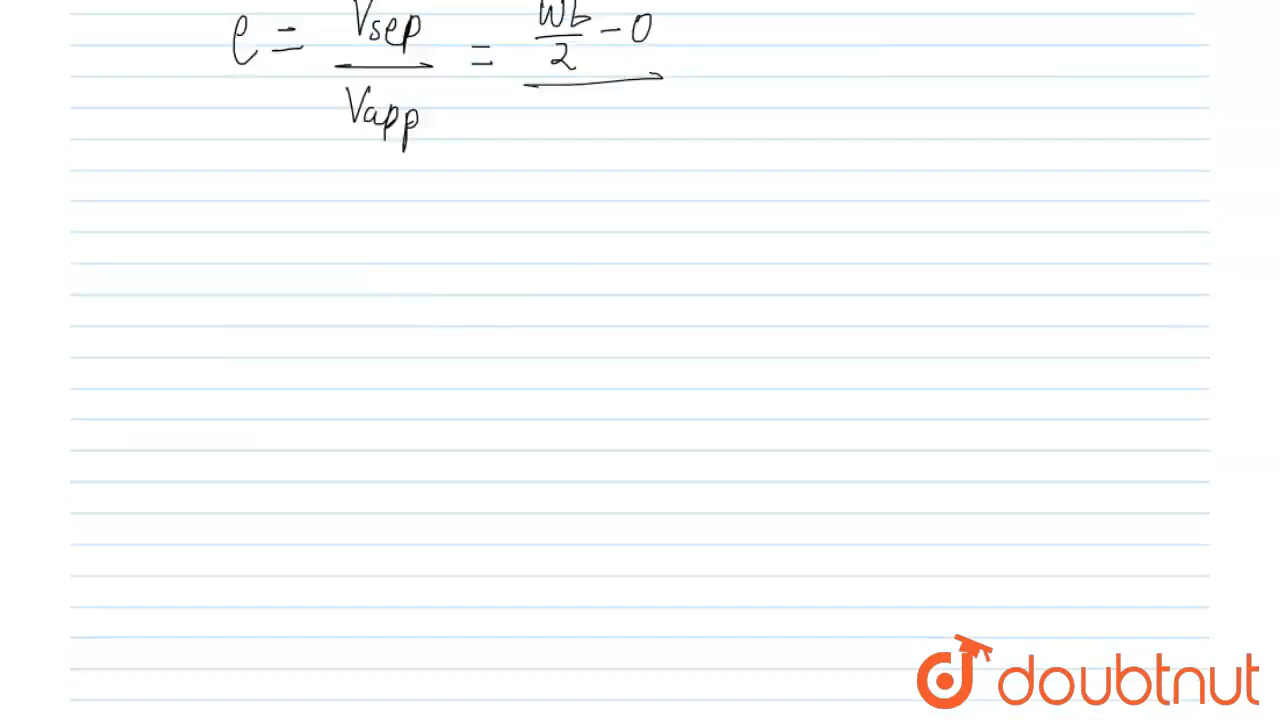 e = Vsep / Vapp = (ωb/2 - 0) /
doubtnut